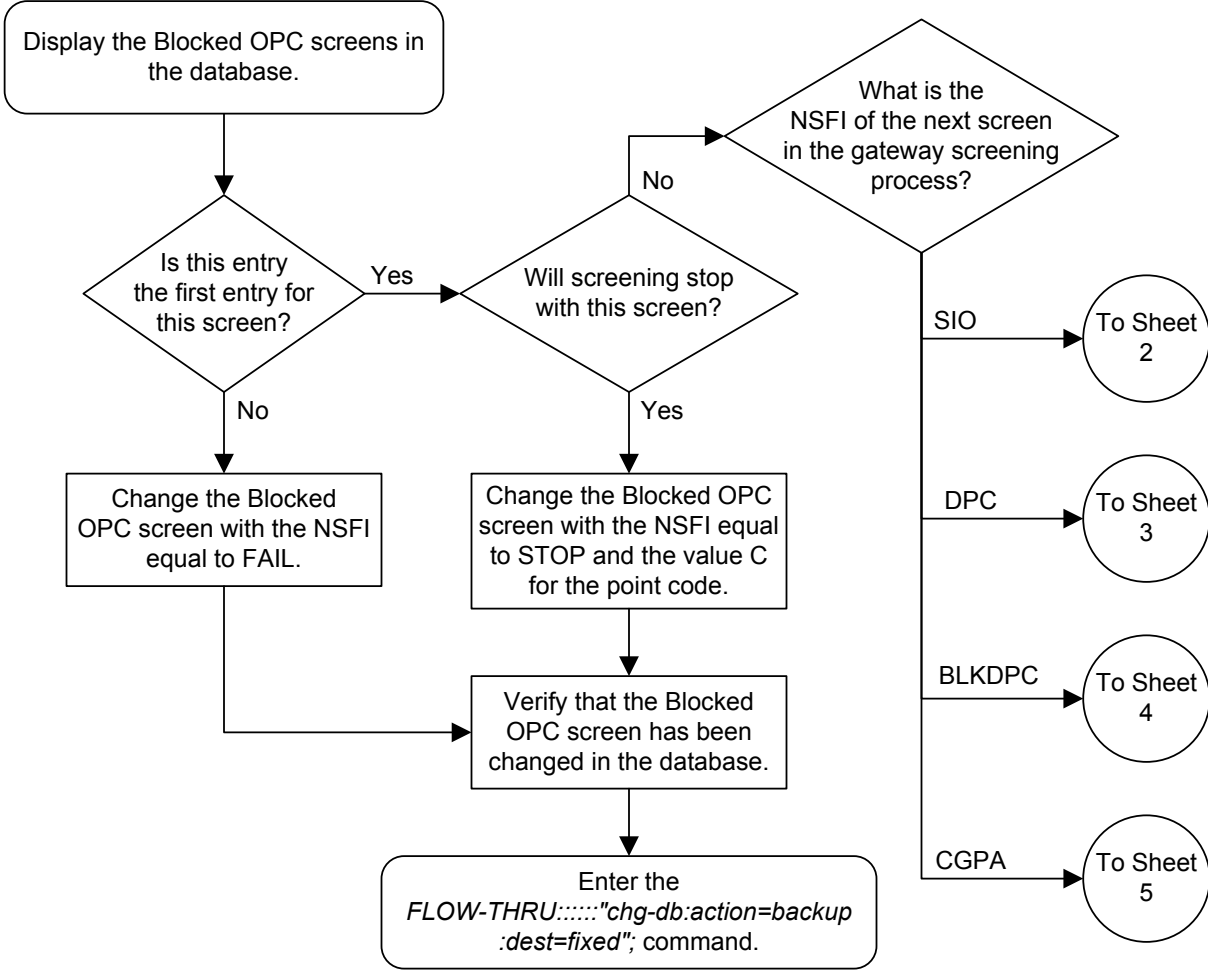 Display the Blocked OPC screens in
the database.
Is this entry
the first entry for
this screen?
Yes
No
Will screening stop
with this screen?
No
Yes
What is the
NSFI of the next screen
in the gateway screening
process?
SIO
To Sheet
2
DPC
To Sheet
3
BLKDPC
To Sheet
4
CGPA
To Sheet
5
Change the Blocked
OPC screen with the NSFI
equal to FAIL.
Change the Blocked OPC
screen with the NSFI equal
to STOP and the value C
for the point code.
Verify that the Blocked
OPC screen has been
changed in the database.
Enter the
FLOW-THRU::::::"chg-db:action=backup
:dest=fixed"; command.